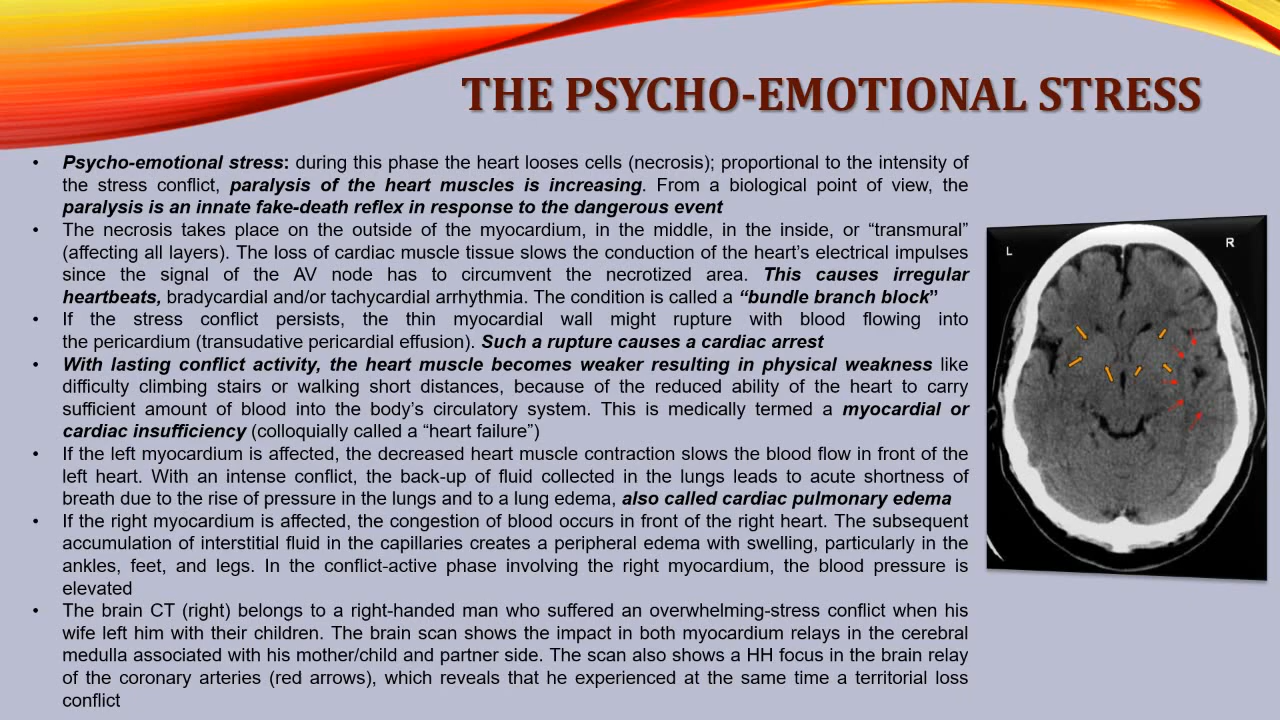 THE PSYCHO-EMOTIONAL STRESS
• Psycho-emotional stress: during this phase the heart looses cells (necrosis); proportional to the intensity of
the stress conflict, paralysis of the heart muscles is increasing. From a biological point of view, the
paralysis is an innate fake-death reflex in response to the dangerous event
• The necrosis takes place on the outside of the myocardium, in the middle, in the inside, or “transmural”
(affecting all layers). The loss of cardiac muscle tissue slows the conduction of the heart’s electrical impulses
since the signal of the AV node has to circumvent the necrotized area. This causes irregular
heartbeats, bradycardial and/or tachycardial arrhythmia. The condition is called a “bundle branch block”
• If the stress conflict persists, the thin myocardial wall might rupture with blood flowing into
the pericardium (transudative pericardial effusion). Such a rupture causes a cardiac arrest
• With lasting conflict activity, the heart muscle becomes weaker resulting in physical weakness like
difficulty climbing stairs or walking short distances, because of the reduced ability of the heart to carry
sufficient amount of blood into the body’s circulatory system. This is medically termed a myocardial or
cardiac insufficiency (colloquially called a “heart failure”)
• If the left myocardium is affected, the decreased heart muscle contraction slows the blood flow in front of the
left heart. With an intense conflict, the back-up of fluid collected in the lungs leads to acute shortness of
breath due to the rise of pressure in the lungs and to a lung edema, also called cardiac pulmonary edema
• If the right myocardium is affected, the congestion of blood occurs in front of the right heart. The subsequent
accumulation of interstitial fluid in the capillaries creates a peripheral edema with swelling, particularly in the
ankles, feet, and legs. In the conflict-active phase involving the right myocardium, the blood pressure is
elevated
• The brain CT (right) belongs to a right-handed man who suffered an overwhelming-stress conflict when his
wife left him with their children. The brain scan shows the impact in both myocardium relays in the cerebral
medulla associated with his mother/child and partner side. The scan also shows a HH focus in the brain relay
of the coronary arteries (red arrows), which reveals that he experienced at the same time a territorial loss
conflict
L
R